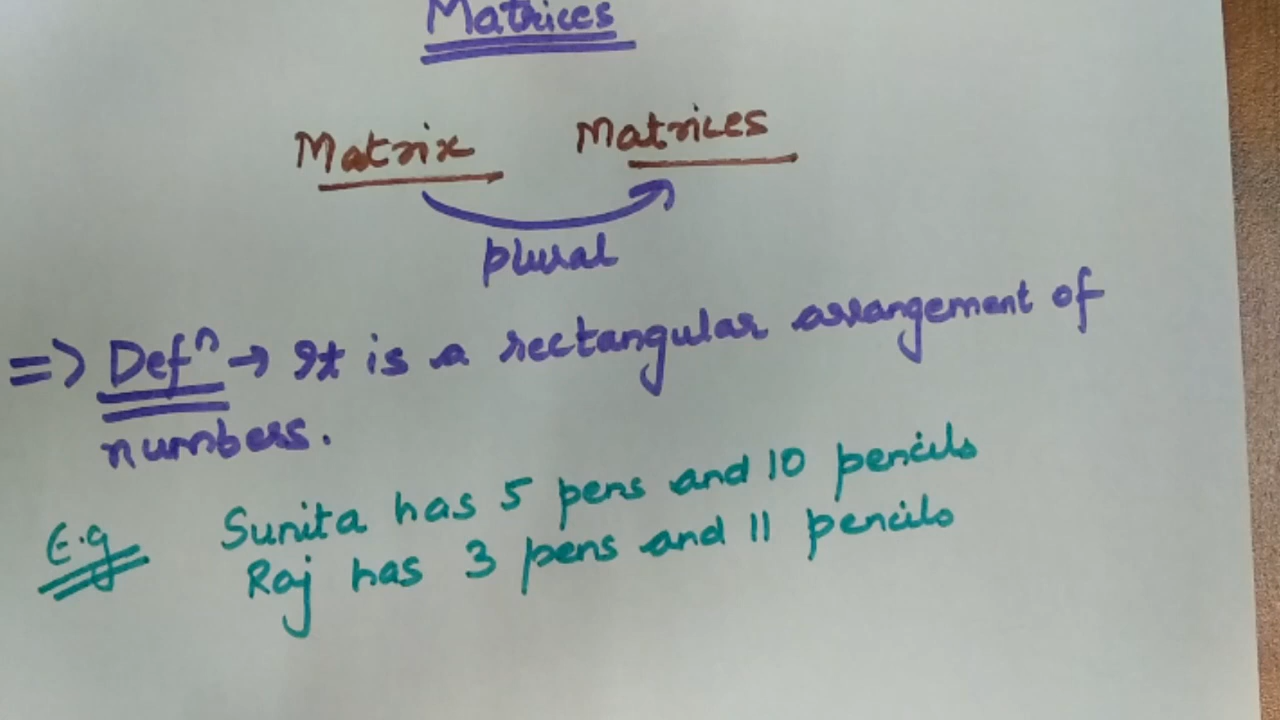 Matrices
Matrix Matrices
plural
=> Defⁿ → It is a rectangular arrangement of
numbers.
E.g Sunita has 5 pens and 10 pencils
Raj has 3 pens and 11 pencils